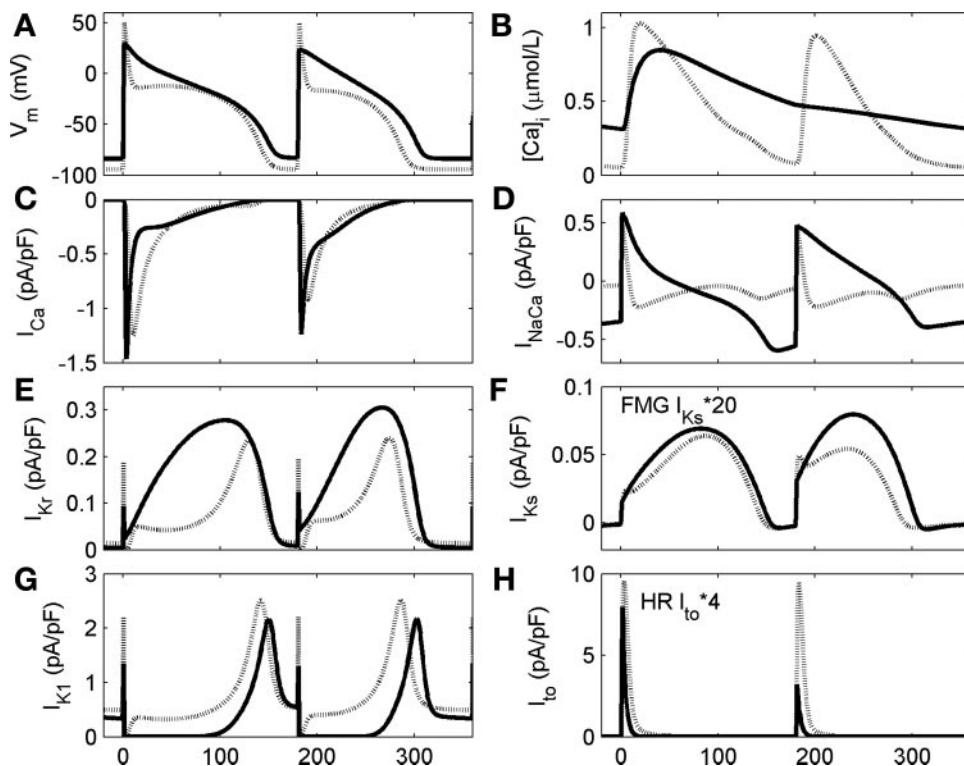 A
V_m (mV)
50
0
-50
-100
B
[Ca]_i (μmol/L)
1
0.5
0
C
I_Ca (pA/pF)
0
-0.5
-1
-1.5
D
I_NaCa (pA/pF)
0.5
0
-0.5
E
I_Kr (pA/pF)
0.3
0.2
0.1
0
F
FMG I_Ks*20
I_Ks (pA/pF)
0.1
0.05
0
G
I_K1 (pA/pF)
3
2
1
0
0 100 200 300
H
HR I_to*4
I_to (pA/pF)
10
5
0
0 100 200 300